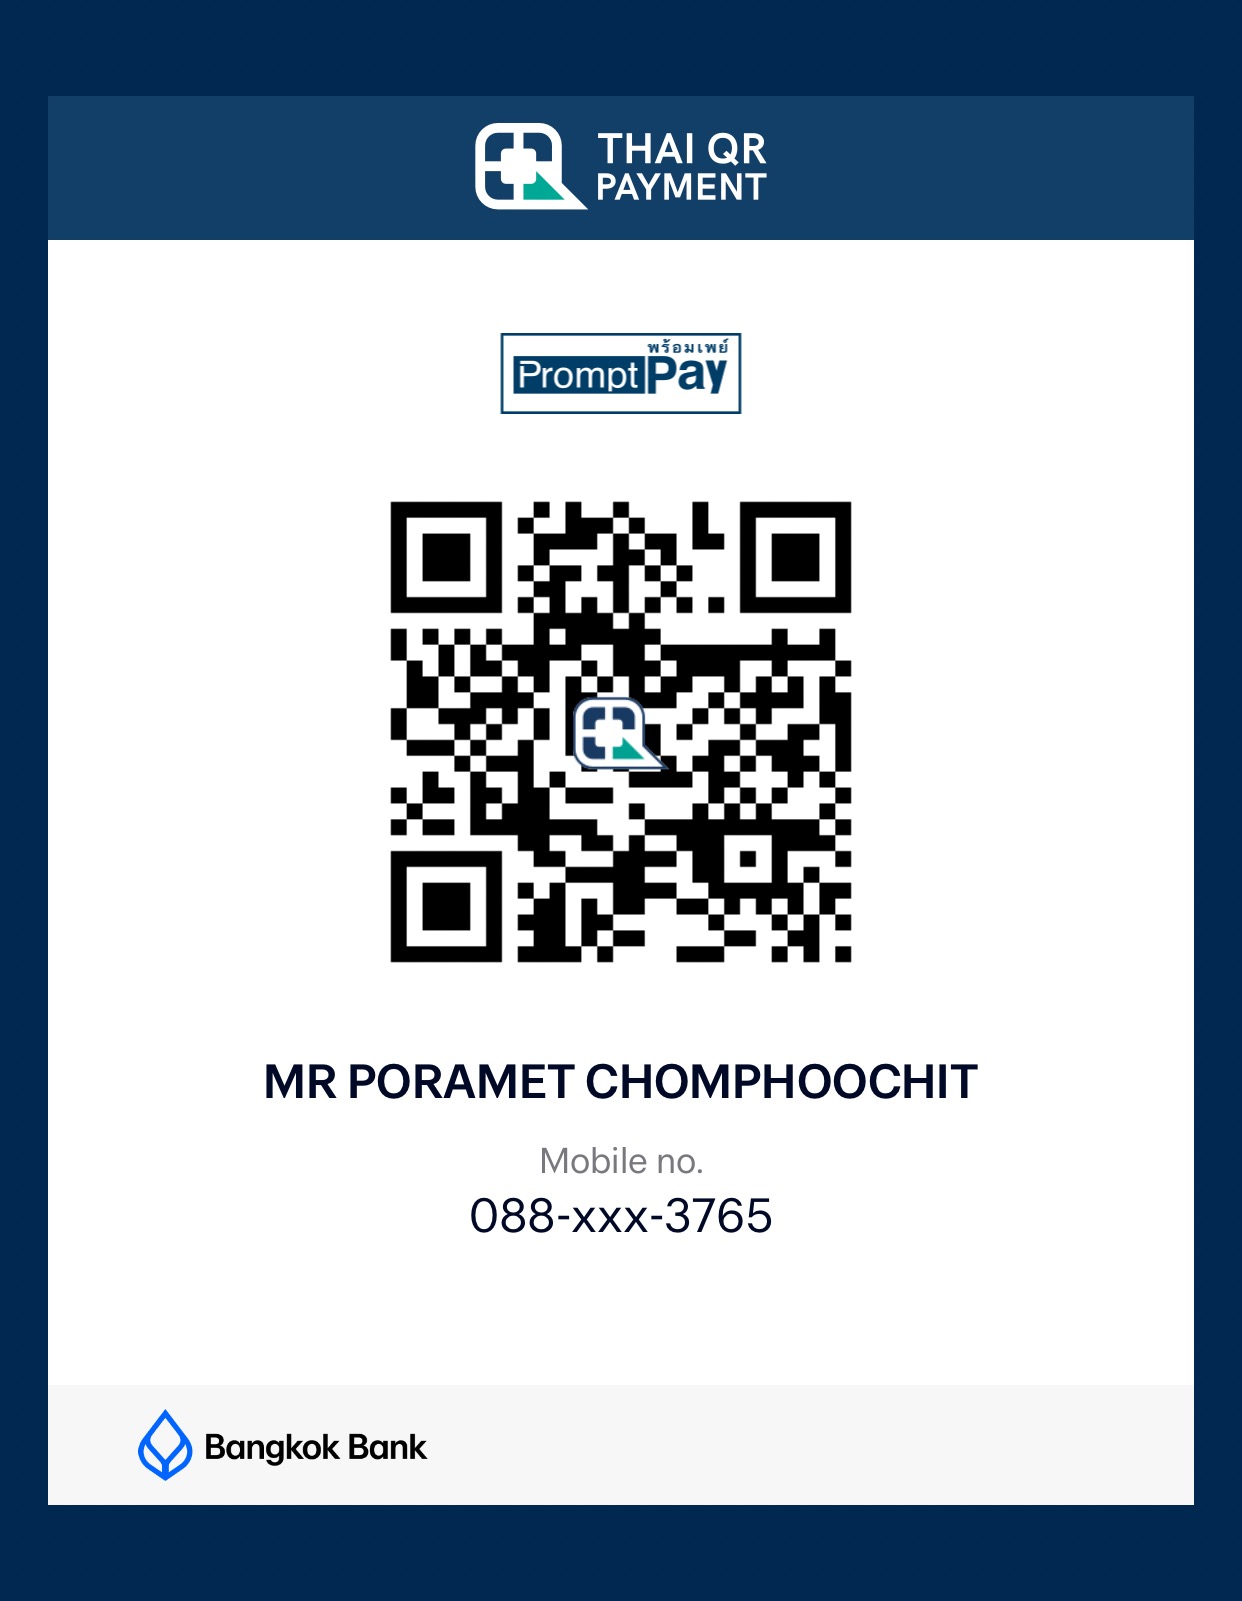 THAI QR
PAYMENT
พร้อมเพย์
PromptPay
MR PORAMET CHOMPHOOCHIT
Mobile no.
088-xxx-3765
Bangkok Bank